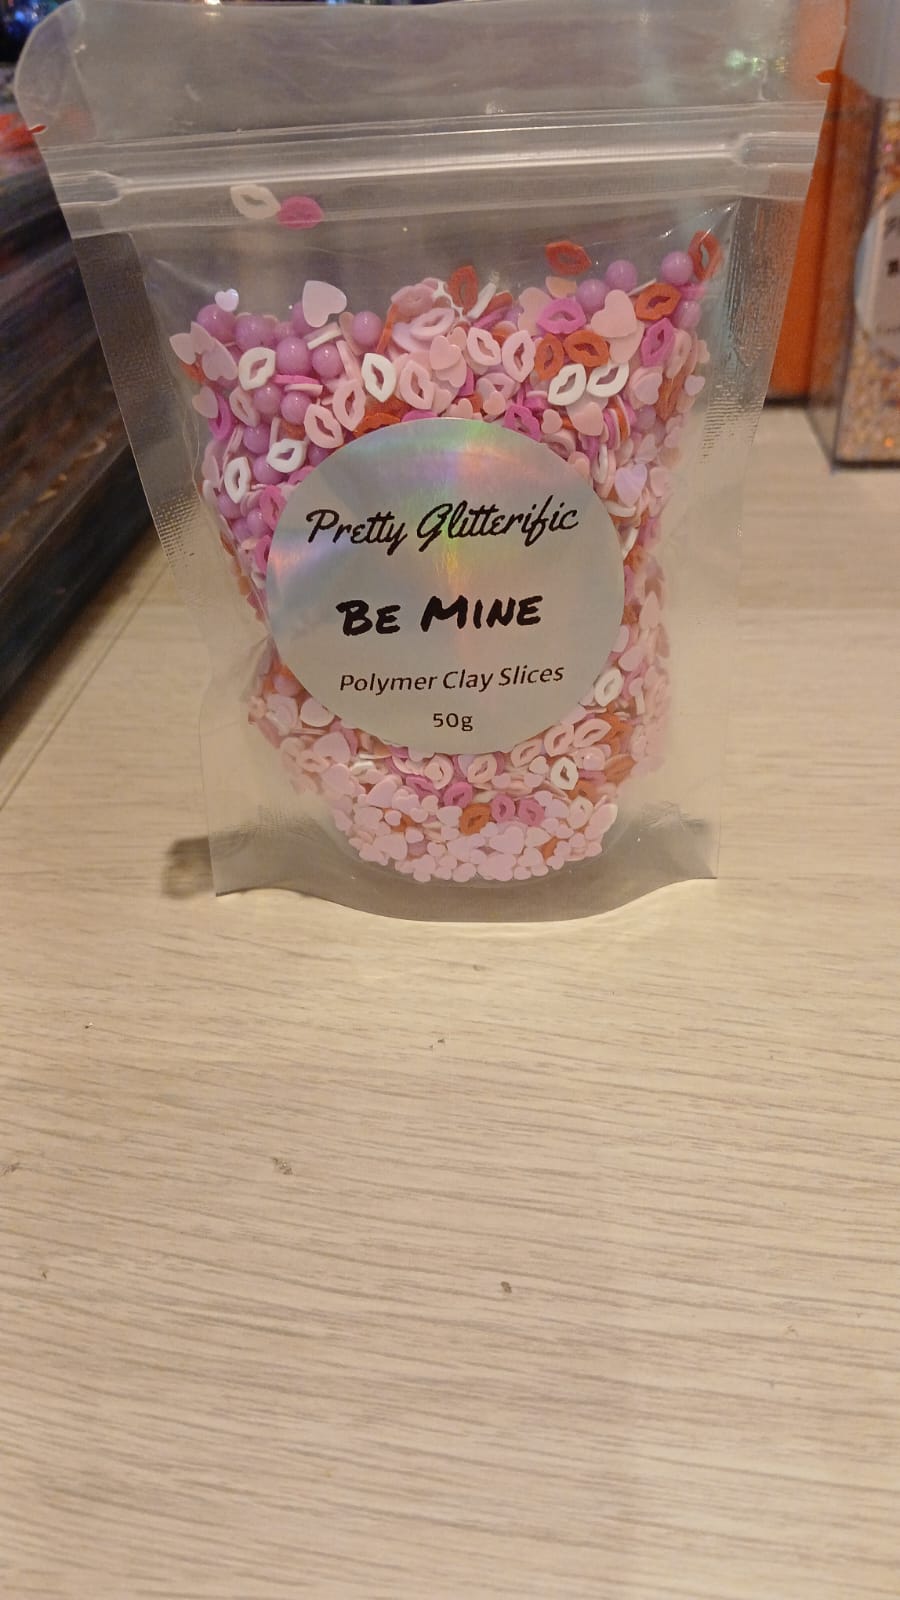 Pretty Glitterific
Be Mine
Polymer Clay Slices
50g